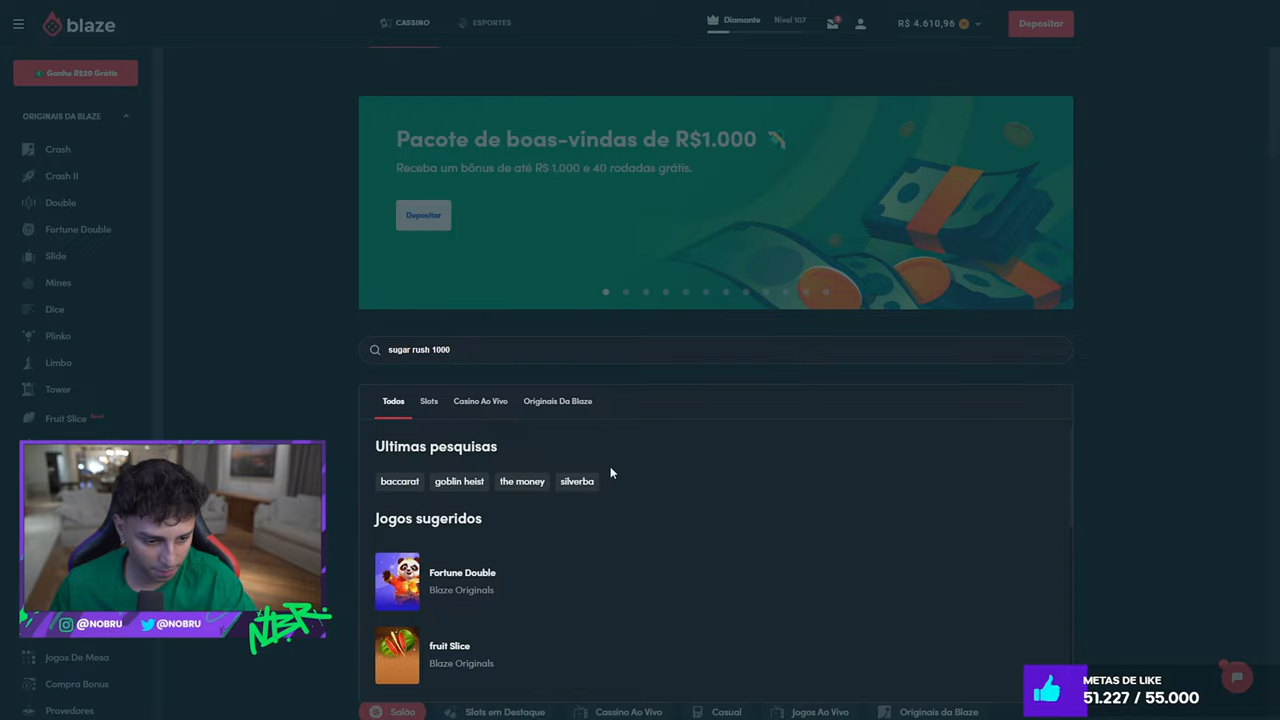 blaze
CASSINO
ESPORTES
Diamante
Nível 107
R$ 4.610,96
Depositar
Ganhe R$20 Grátis
ORIGINAIS DA BLAZE
Crash
Crash II
Double
Fortune Double
Slide
Mines
Dice
Plinko
Limbo
Tower
Fruit Slice
Pacote de boas-vindas de R$1.000
Receba um bônus de até R$ 1.000 e 40 rodadas grátis.
Depositar
sugar rush 1000
Todos
Slots
Casino Ao Vivo
Originais Da Blaze
Ultimas pesquisas
baccarat
goblin heist
the money
silverba
Jogos sugeridos
Fortune Double
Blaze Originals
fruit Slice
Blaze Originals
@NOBRU
@NOBRU
NBR
Jogos De Mesa
Compra Bonus
Provedores
Salão
Slots em Destaque
Cassino Ao Vivo
Casual
Jogos Ao Vivo
Originais da Blaze
METAS DE LIKE
51.227 / 55.000